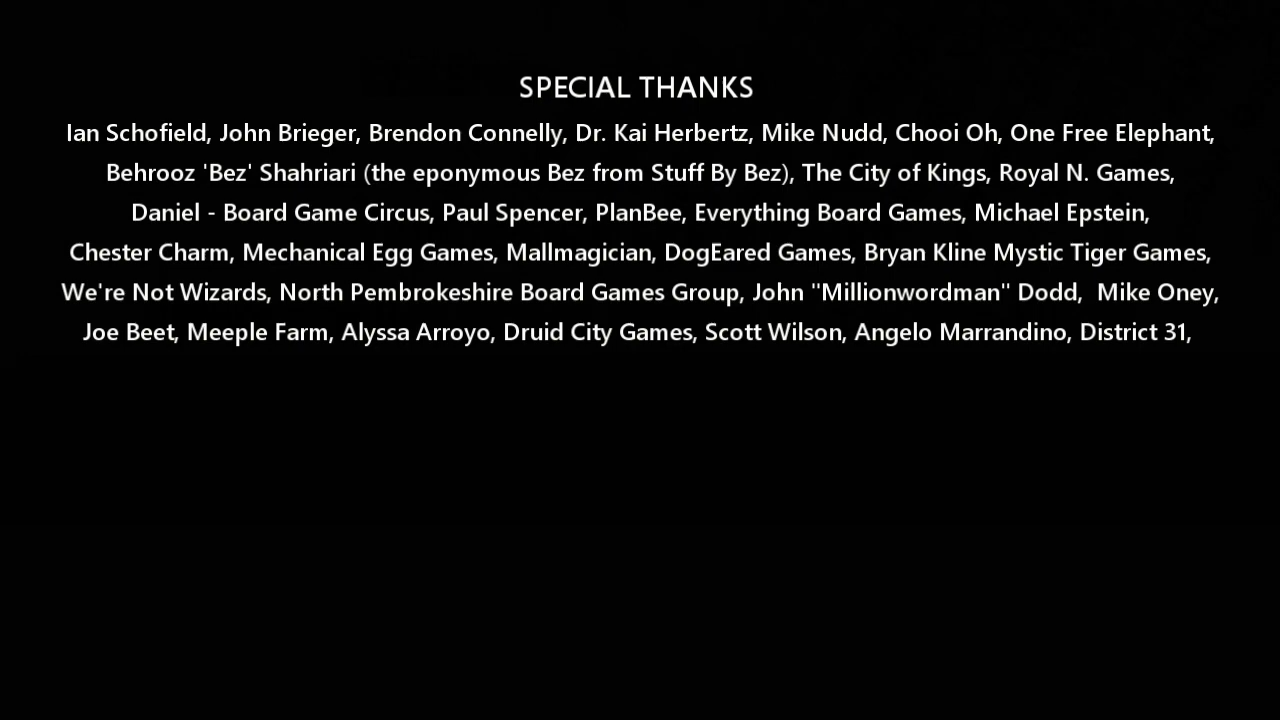 SPECIAL THANKS
Ian Schofield, John Brieger, Brendon Connelly, Dr. Kai Herbertz, Mike Nudd, Chooi Oh, One Free Elephant,
Behrooz 'Bez' Shahriari (the eponymous Bez from Stuff By Bez), The City of Kings, Royal N. Games,
Daniel - Board Game Circus, Paul Spencer, PlanBee, Everything Board Games, Michael Epstein,
Chester Charm, Mechanical Egg Games, Mallmagician, DogEared Games, Bryan Kline Mystic Tiger Games,
We're Not Wizards, North Pembrokeshire Board Games Group, John "Millionwordman" Dodd,  Mike Oney,
Joe Beet, Meeple Farm, Alyssa Arroyo, Druid City Games, Scott Wilson, Angelo Marrandino, District 31,